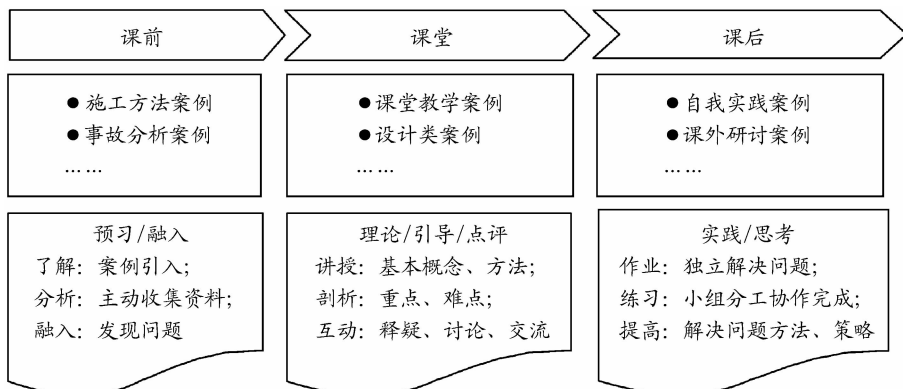 课前
课堂
课后
●施工方法案例
●事故分析案例
……
●课堂教学案例
●设计类案例
……
●自我实践案例
●课外研讨案例
……
预习/融入
了解：案例引入；
分析：主动收集资料；
融入：发现问题
理论/引导/点评
讲授：基本概念、方法；
剖析：重点、难点；
互动：释疑、讨论、交流
实践/思考
作业：独立解决问题；
练习：小组分工协作完成；
提高：解决问题方法、策略